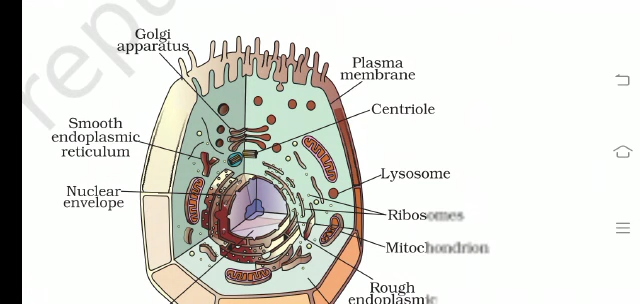 Golgi
apparatus
Plasma
membrane
Centriole
Smooth
endoplasmic
reticulum
Lysosome
Nuclear
envelope
Ribosomes
Mitochondrion
Rough
endoplasmic